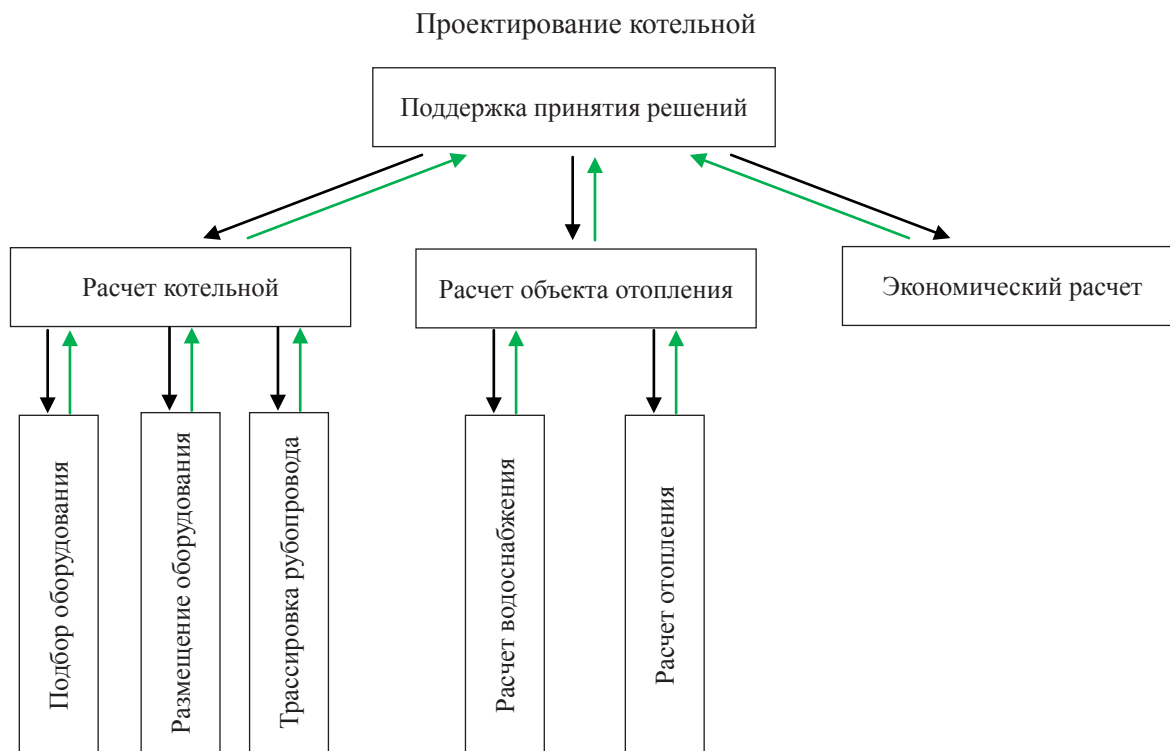 Проектирование котельной
Поддержка принятия решений
Расчет котельной
Расчет объекта отопления
Экономический расчет
Подбор оборудования
Размещение оборудования
Трассировка рубопровода
Расчет водоснабжения
Расчет отопления